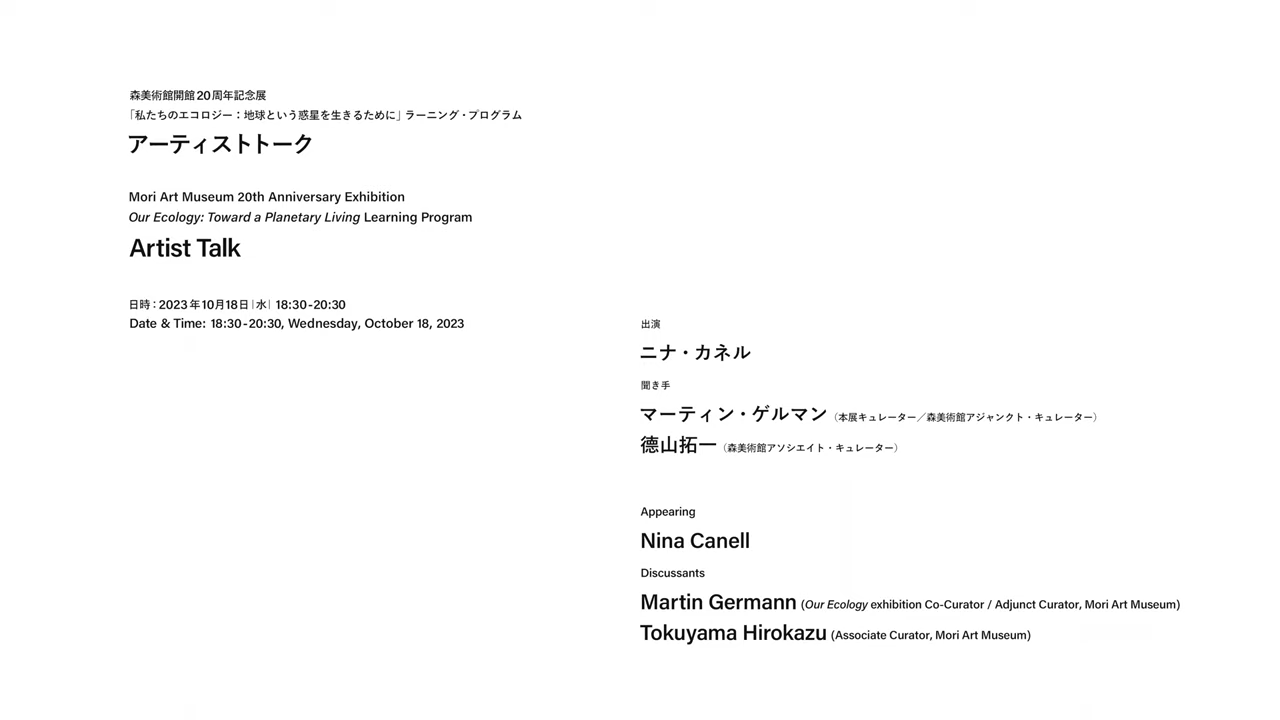 森美術館開館20周年記念展
「私たちのエコロジー：地球という惑星を生きるために」ラーニング・プログラム
アーティストトーク
Mori Art Museum 20th Anniversary Exhibition
Our Ecology: Toward a Planetary Living Learning Program
Artist Talk
日時：2023年10月18日|水| 18:30-20:30
Date & Time: 18:30-20:30, Wednesday, October 18, 2023
出演
ニナ・カネル
聞き手
マーティン・ゲルマン（本展キュレーター／森美術館アジャンクト・キュレーター）
德山拓一（森美術館アソシエイト・キュレーター）
Appearing
Nina Canell
Discussants
Martin Germann (Our Ecology exhibition Co-Curator / Adjunct Curator, Mori Art Museum)
Tokuyama Hirokazu (Associate Curator, Mori Art Museum)